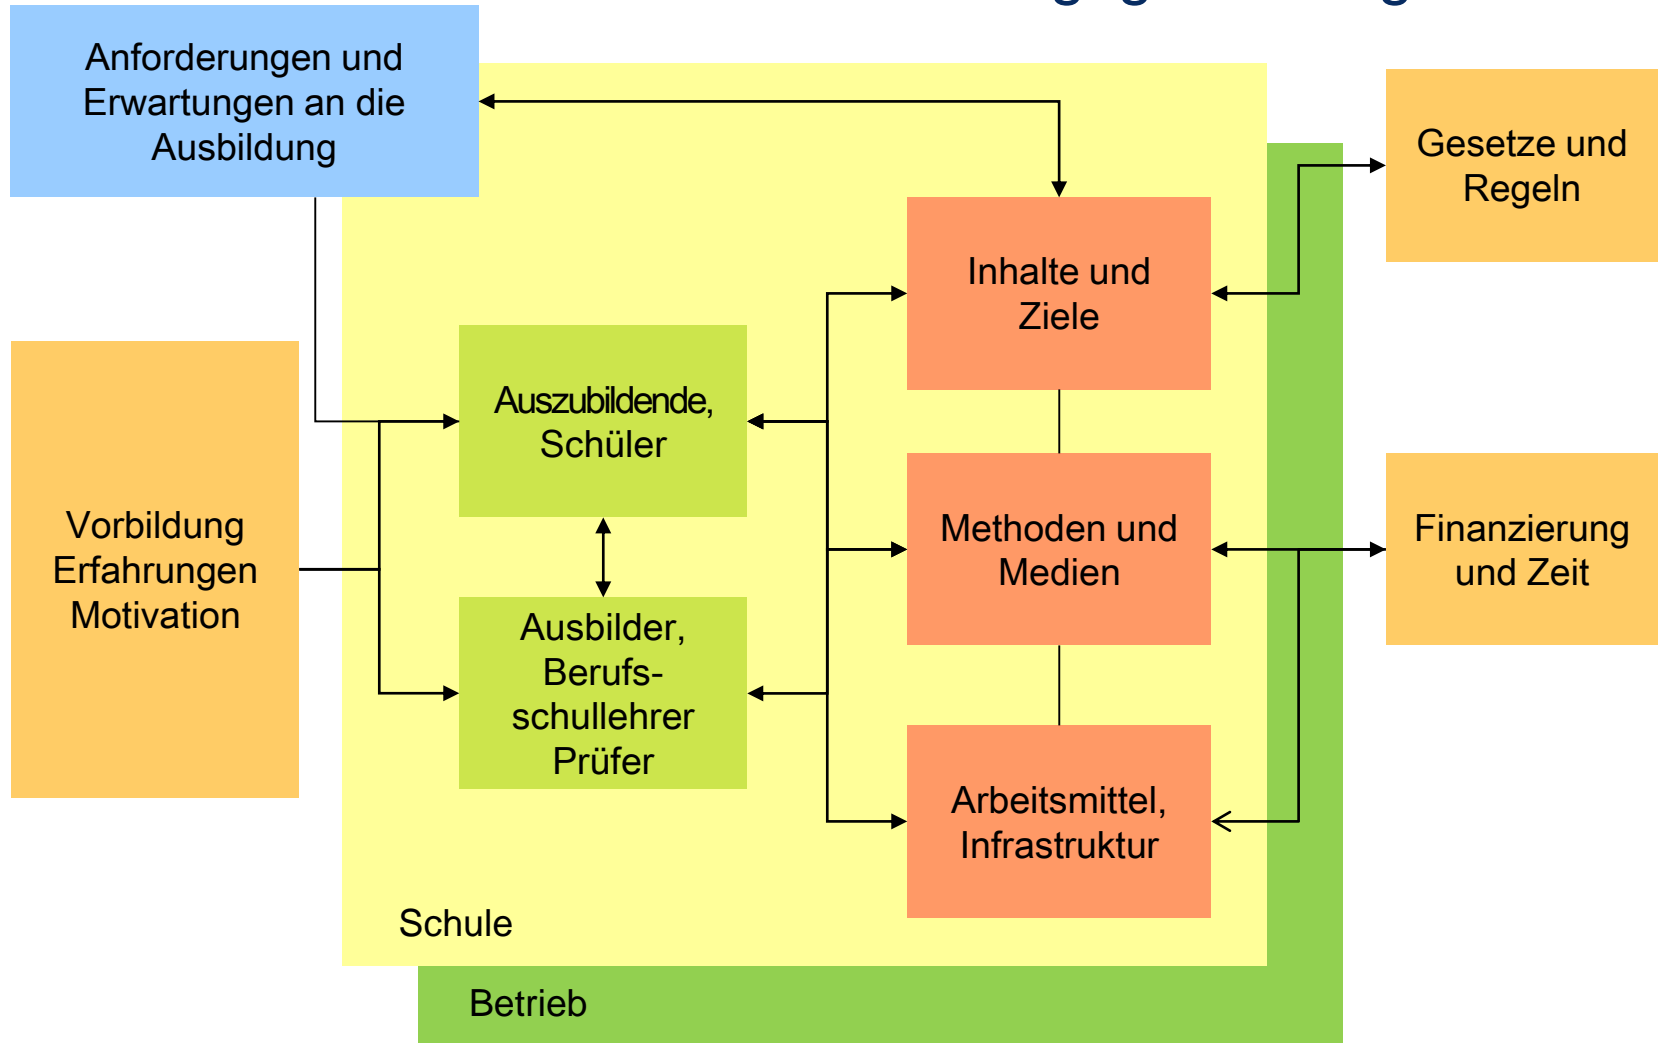 Anforderungen und
Erwartungen an die
Ausbildung
Gesetze und
Regeln
Inhalte und
Ziele
Auszubildende,
Schüler
Vorbildung
Erfahrungen
Motivation
Methoden und
Medien
Finanzierung
und Zeit
Ausbilder,
Berufs-
schullehrer
Prüfer
Arbeitsmittel,
Infrastruktur
Schule
Betrieb